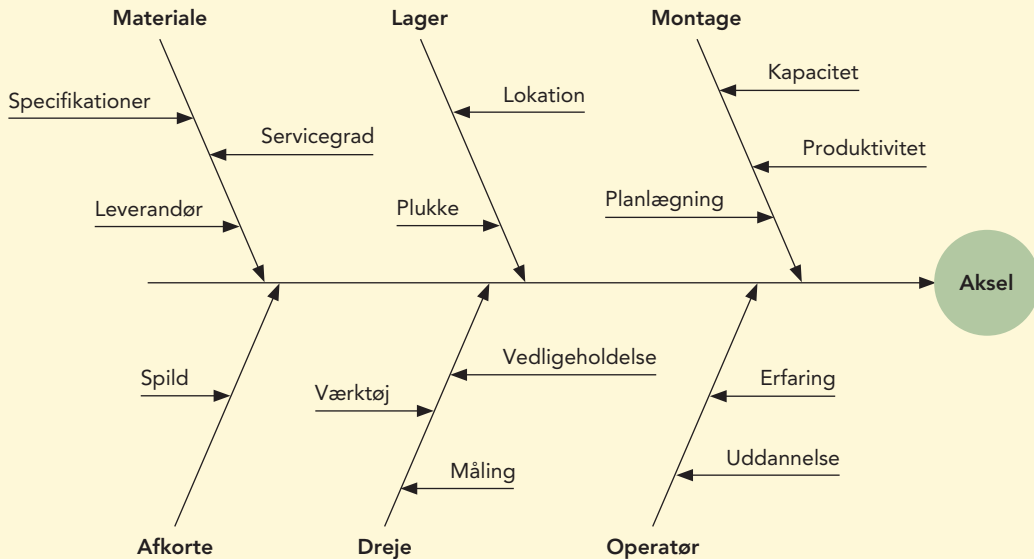 Materiale
Lager
Montage
Kapacitet
Specifikationer
Lokation
Servicegrad
Produktivitet
Leverandør
Plukke
Planlægning
Aksel
Vedligeholdelse
Spild
Værktøj
Erfaring
Måling
Uddannelse
Afkorte
Dreje
Operatør